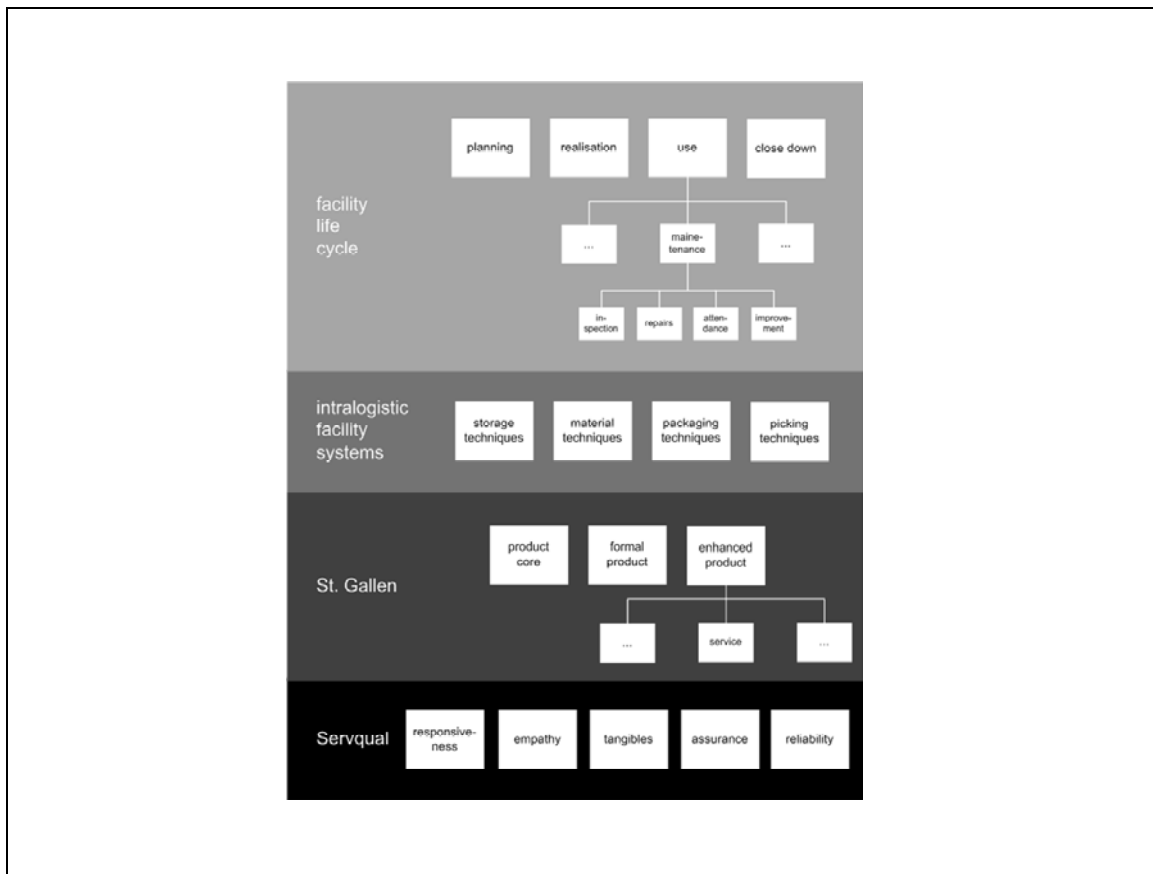 planning
realisation
use
close down
facility
life
cycle
...
maine-
tenance
...
in-
spection
repairs
atten-
dance
improve-
ment
intralogistic
facility
systems
storage
techniques
material
techniques
packaging
techniques
picking
techniques
St. Gallen
product
core
formal
product
enhanced
product
...
service
...
Servqual
responsive-
ness
empathy
tangibles
assurance
reliability